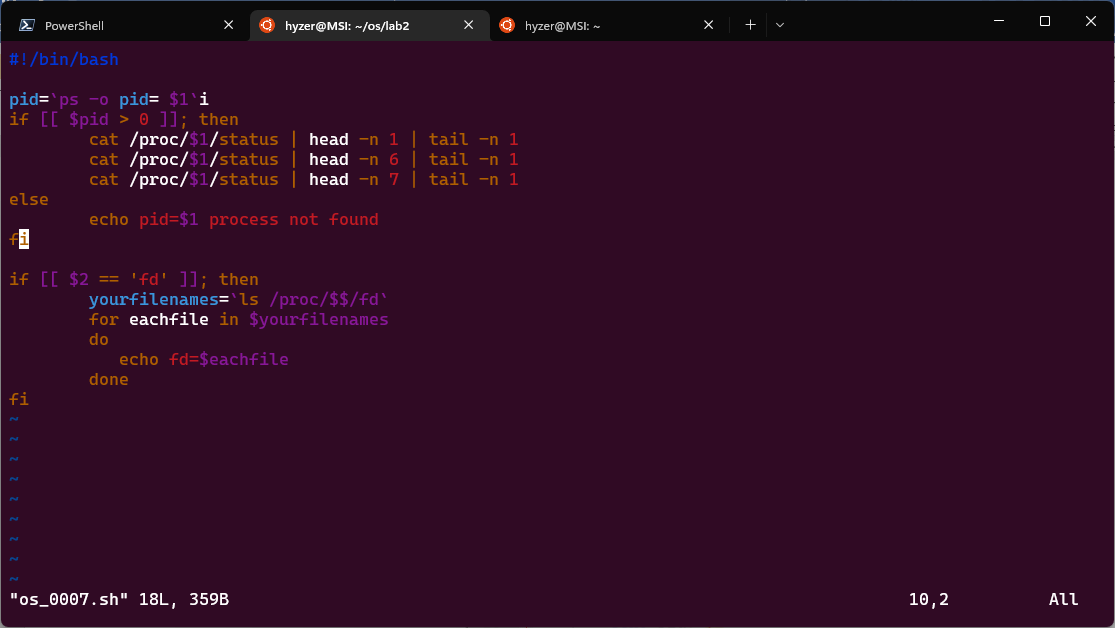 PowerShell
hyzer@MSI: ~/os/lab2
hyzer@MSI: ~
#!/bin/bash

pid=`ps -o pid= $1`i
if [[ $pid > 0 ]]; then
        cat /proc/$1/status | head -n 1 | tail -n 1
        cat /proc/$1/status | head -n 6 | tail -n 1
        cat /proc/$1/status | head -n 7 | tail -n 1
else
        echo pid=$1 process not found
fi

if [[ $2 == 'fd' ]]; then
        yourfilenames=`ls /proc/$$/fd`
        for eachfile in $yourfilenames
        do
           echo fd=$eachfile
        done
fi
~
~
~
~
~
~
~
~
~
"os_0007.sh" 18L, 359B 10,2 All